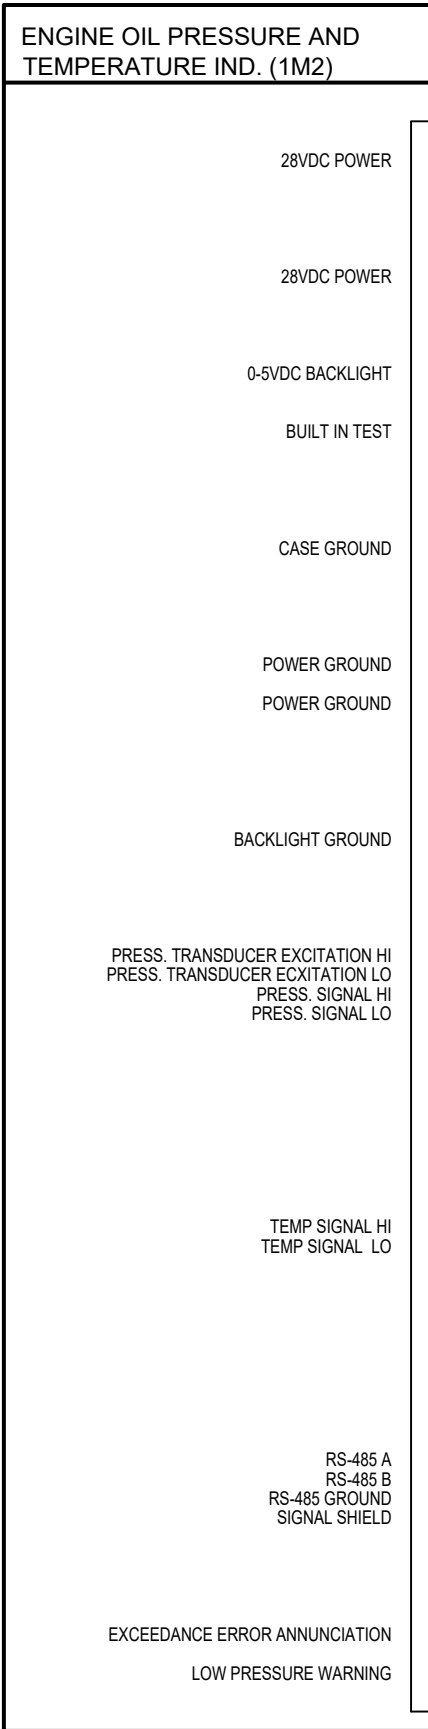 ENGINE OIL PRESSURE AND
TEMPERATURE IND. (1M2)
28VDC POWER
28VDC POWER
0-5VDC BACKLIGHT
BUILT IN TEST
CASE GROUND
POWER GROUND
POWER GROUND
BACKLIGHT GROUND
PRESS. TRANSDUCER EXCITATION HI
PRESS. TRANSDUCER ECXITATION LO
PRESS. SIGNAL HI
PRESS. SIGNAL LO
TEMP SIGNAL HI
TEMP SIGNAL  LO
RS-485 A
RS-485 B
RS-485 GROUND
SIGNAL SHIELD
EXCEEDANCE ERROR ANNUNCIATION
LOW PRESSURE WARNING